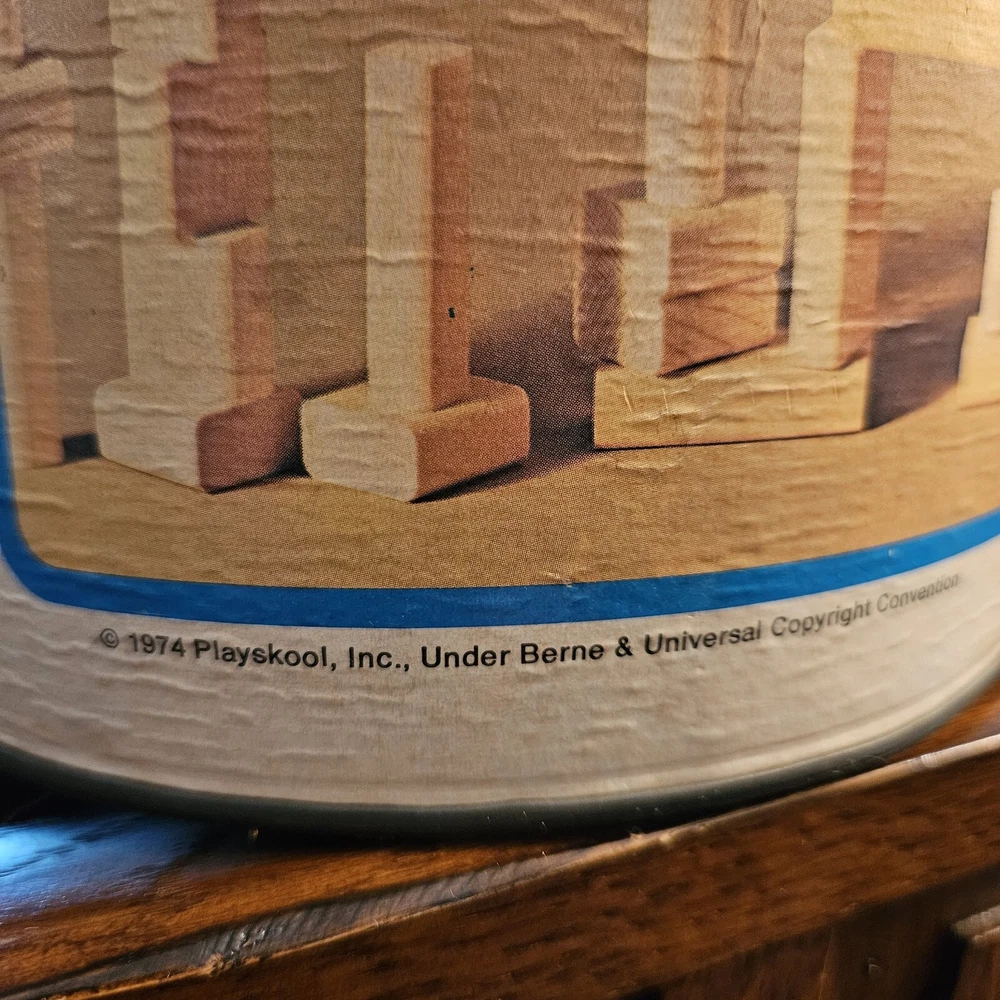 © 1974 Playskool, Inc., Under Berne & Universal Copyright Convention